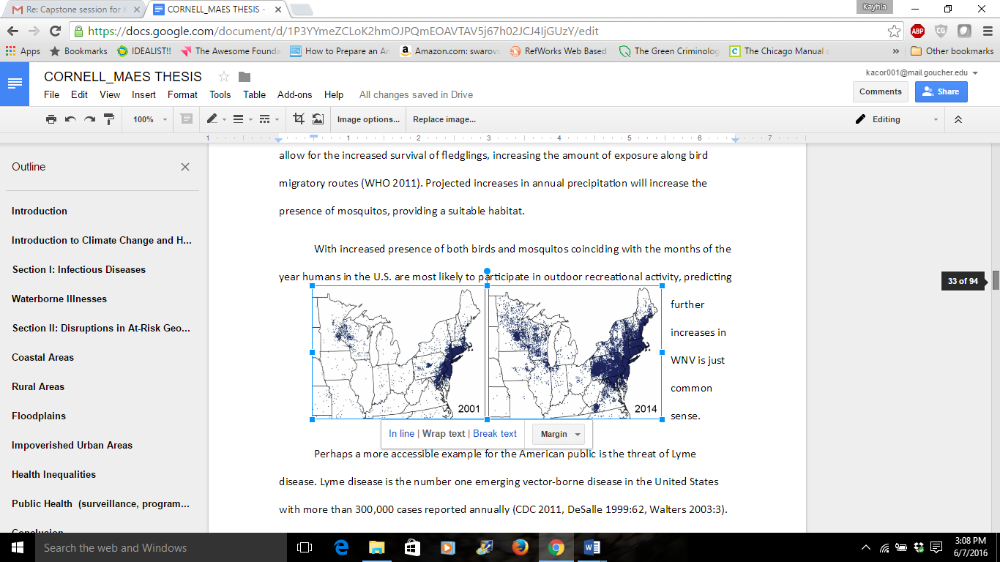 Re: Capstone session for
CORNELL_MAES THESIS -
Kayhla
https://docs.google.com/document/d/1P3YYmeZCLoK2hmOJPQmEOAVTAV5j67h02JCJ4IjGUzY/edit
ABP
CG
Apps Bookmarks IDEALIST!! The Awesome Founda How to Prepare an An Amazon.com: swarovs RefWorks Web Based The Green Criminolog The Chicago Manual » Other bookmarks
CORNELL_MAES THESIS
kacor001@mail.goucher.edu
File Edit View Insert Format Tools Table Add-ons Help All changes saved in Drive
Comments Share
100% Image options... Replace image... Editing
1 1 2 3 4 5 6 7
Outline
Introduction
Introduction to Climate Change and H...
Section I: Infectious Diseases
Waterborne Illnesses
Section II: Disruptions in At-Risk Geo...
Coastal Areas
Rural Areas
Floodplains
Impoverished Urban Areas
Health Inequalities
Public Health (surveillance, program...
Conclusion
allow for the increased survival of fledglings, increasing the amount of exposure along bird
migratory routes (WHO 2011). Projected increases in annual precipitation will increase the
presence of mosquitos, providing a suitable habitat.
With increased presence of both birds and mosquitos coinciding with the months of the
year humans in the U.S. are most likely to participate in outdoor recreational activity, predicting
further
increases in
WNV is just
common
sense.
2001
2014
In line | Wrap text | Break text
Margin
Perhaps a more accessible example for the American public is the threat of Lyme
disease. Lyme disease is the number one emerging vector-borne disease in the United States
with more than 300,000 cases reported annually (CDC 2011, DeSalle 1999:62, Walters 2003:3).
33 of 94
Search the web and Windows
3:08 PM
6/7/2016